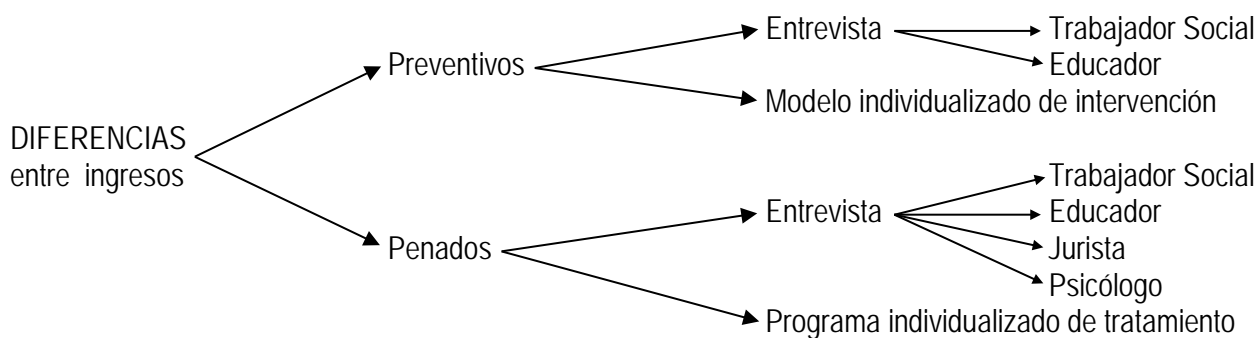 DIFERENCIAS
entre ingresos
Preventivos
Entrevista
Trabajador Social
Educador
Modelo individualizado de intervención
Penados
Entrevista
Trabajador Social
Educador
Jurista
Psicólogo
Programa individualizado de tratamiento